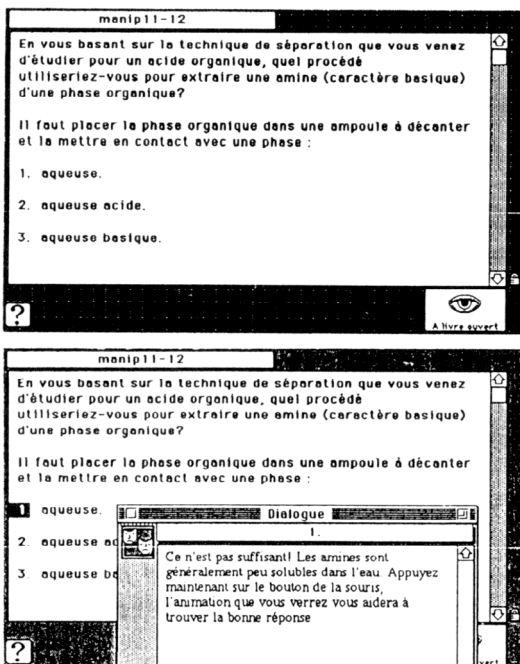 manip11-12
En vous basant sur la technique de séparation que vous venez
d'étudier pour un acide organique, quel procédé
utiliseriez-vous pour extraire une amine (caractère basique)
d'une phase organique?
Il faut placer la phase organique dans une ampoule à décanter
et la mettre en contact avec une phase :
1. aqueuse.
2. aqueuse acide.
3. aqueuse basique.
?
A livre ouvert
manip11-12
En vous basant sur la technique de séparation que vous venez
d'étudier pour un acide organique, quel procédé
utiliseriez-vous pour extraire une amine (caractère basique)
d'une phase organique?
Il faut placer la phase organique dans une ampoule à décanter
et la mettre en contact avec une phase :
1 aqueuse.
2. aqueuse ac
3. aqueuse ba
Dialogue
1.
Ce n'est pas suffisant! Les amines sont
généralement peu solubles dans l'eau. Appuyez
maintenant sur le bouton de la souris,
l'animation que vous verrez vous aidera à
trouver la bonne réponse
?
vert